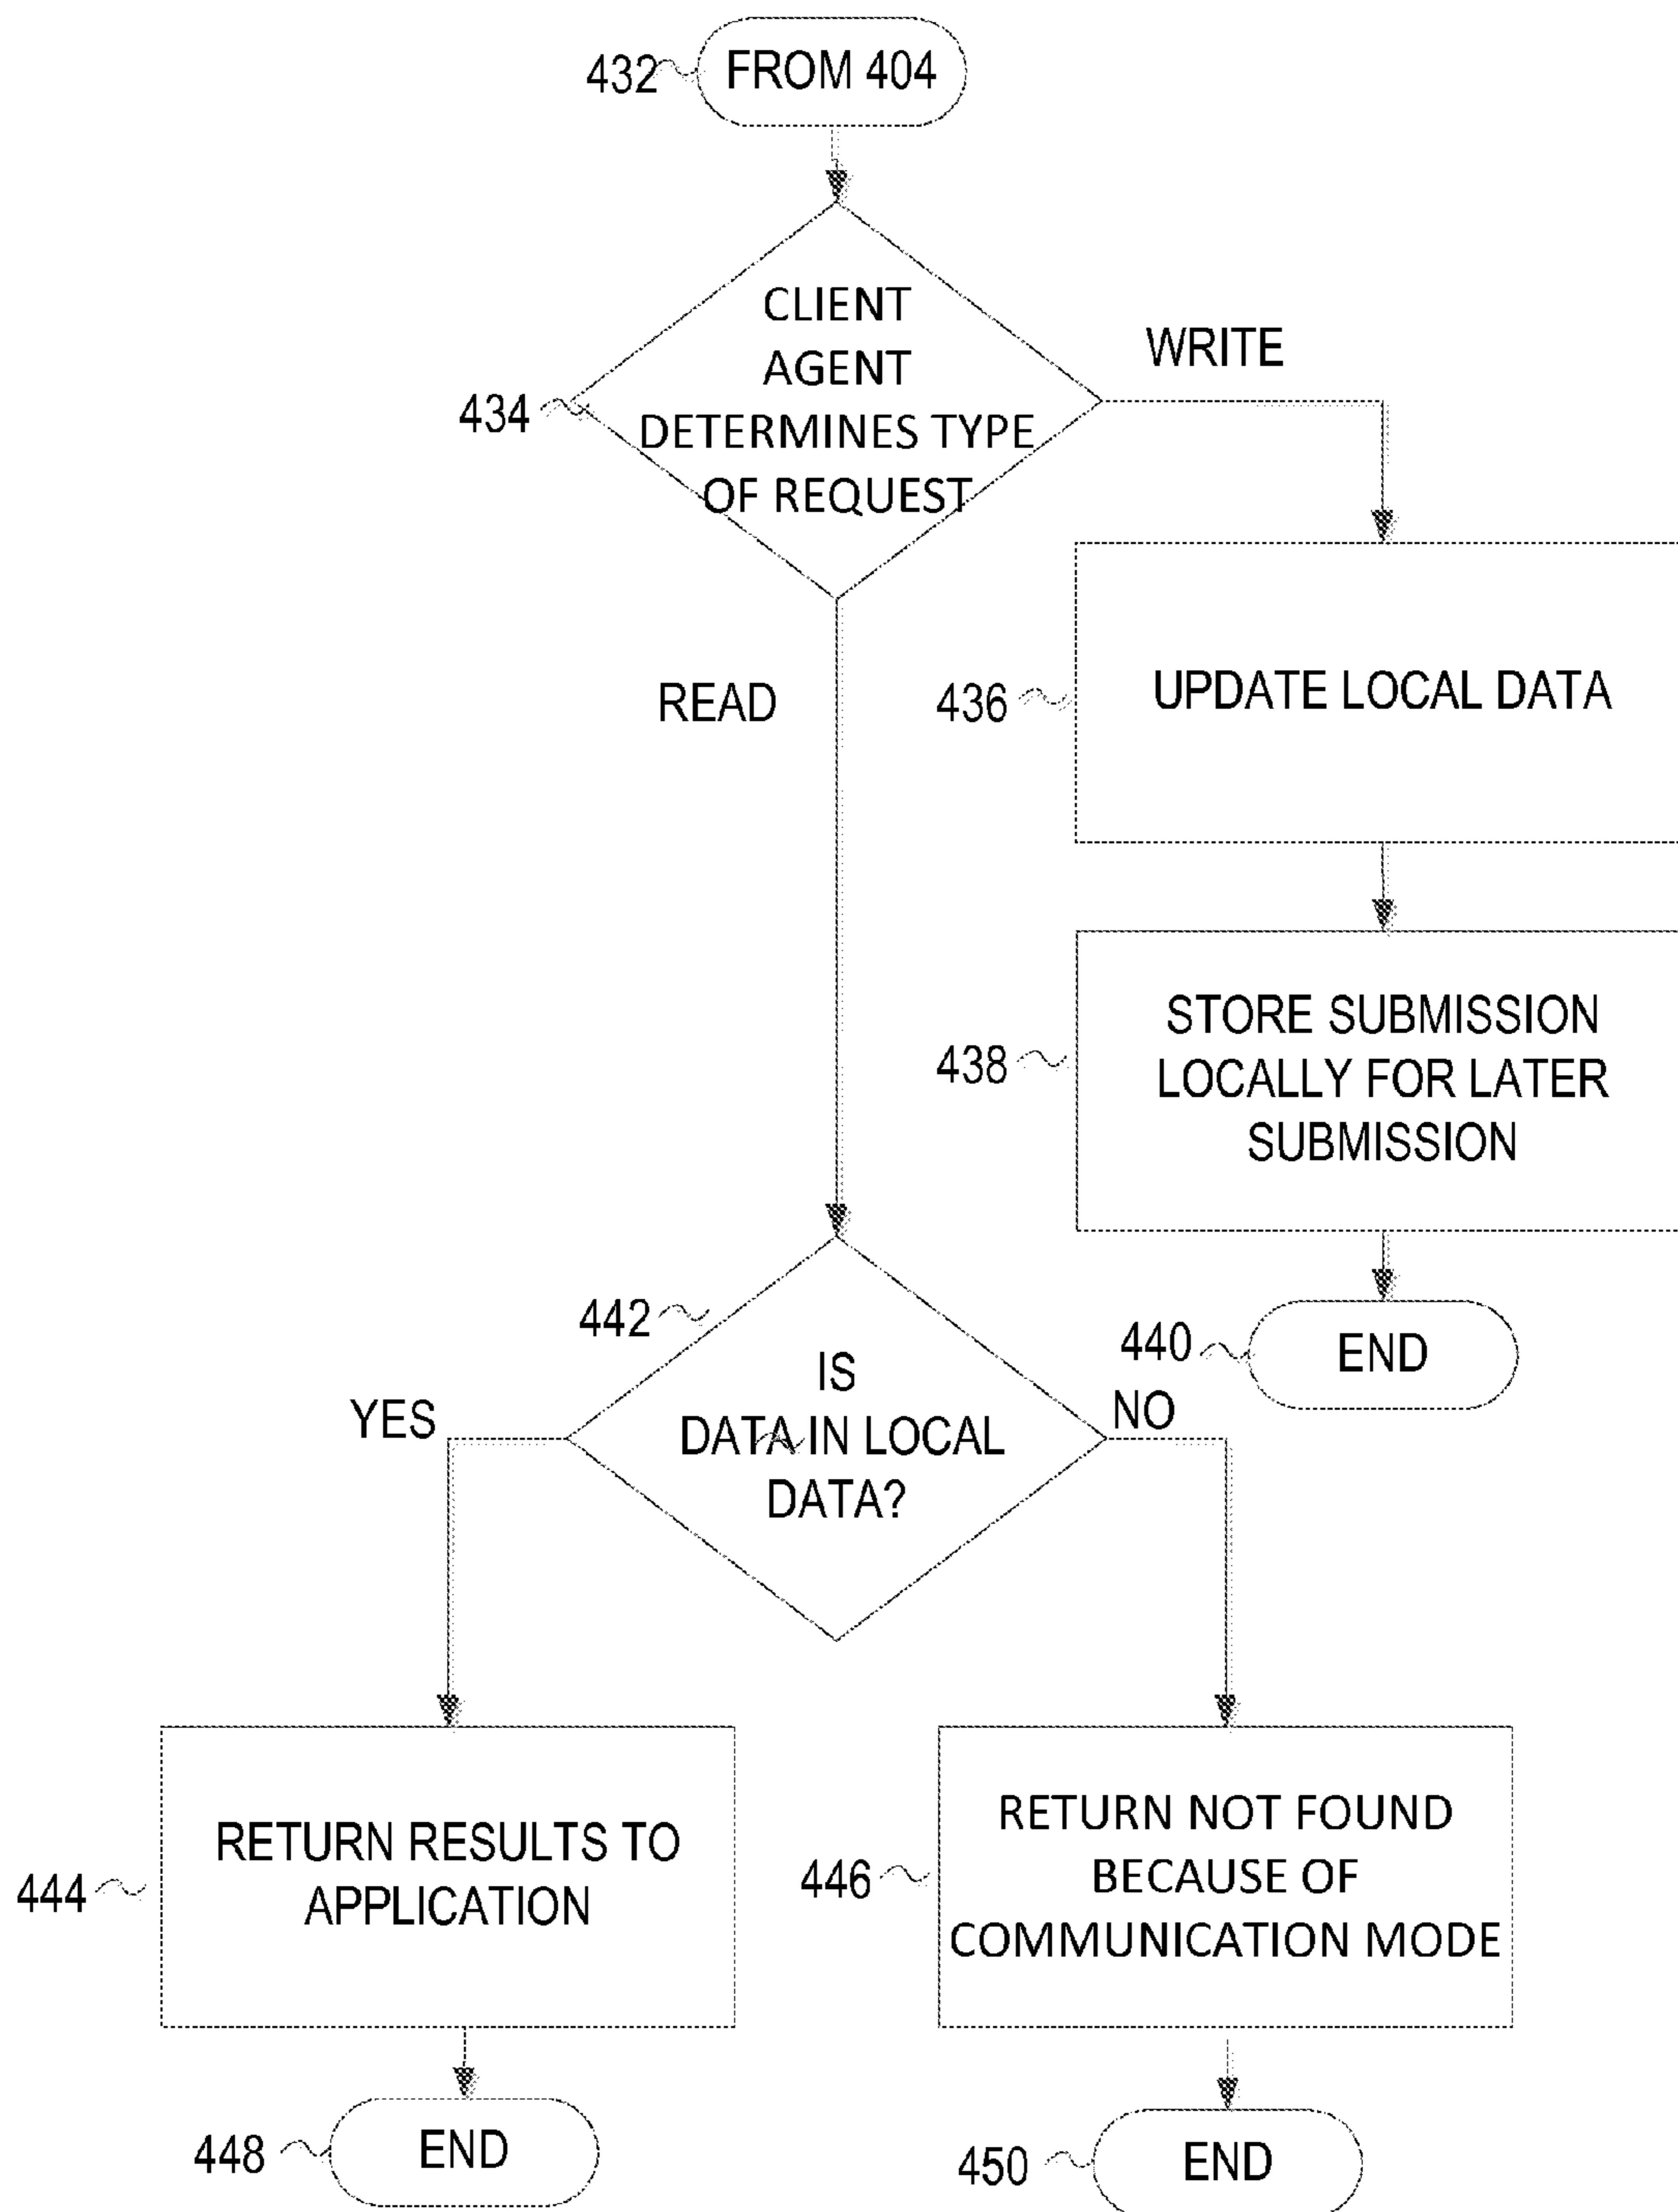 432
FROM 404
CLIENT
AGENT
DETERMINES TYPE
OF REQUEST
434
WRITE
READ
436
UPDATE LOCAL DATA
438
STORE SUBMISSION
LOCALLY FOR LATER
SUBMISSION
440
END
442
IS
DATA IN LOCAL
DATA?
YES
NO
444
RETURN RESULTS TO
APPLICATION
446
RETURN NOT FOUND
BECAUSE OF
COMMUNICATION MODE
448
END
450
END